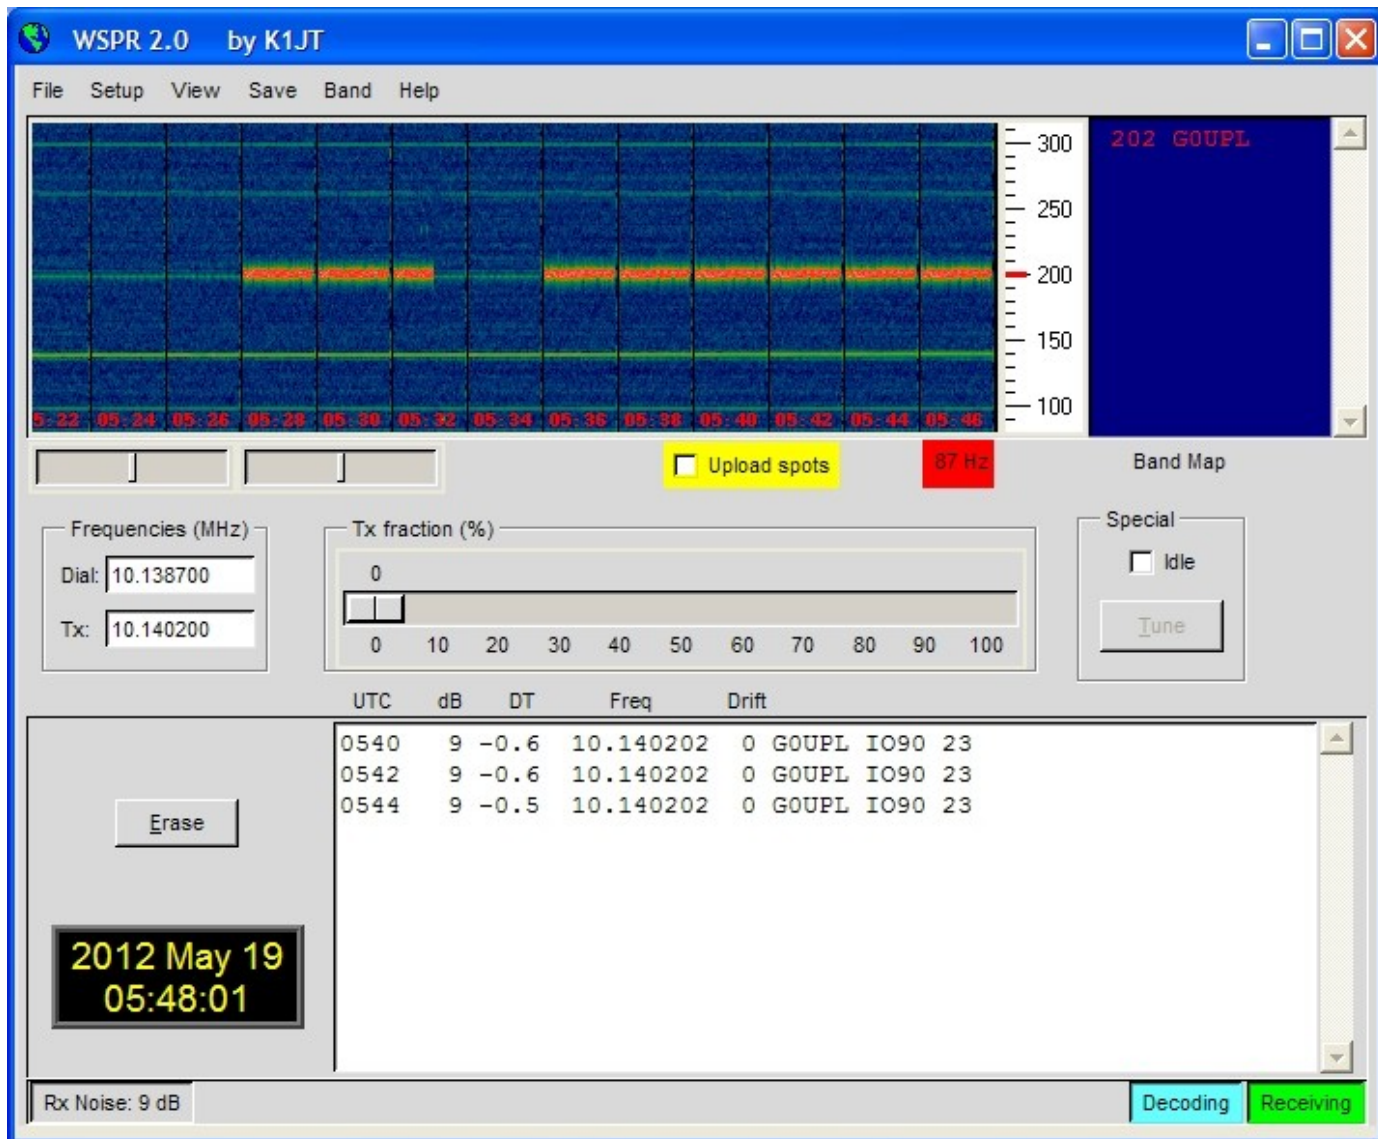 WSPR 2.0 by K1JT
File Setup View Save Band Help
300
250
200
150
100
202 G0UPL
5:22 05:24 05:26 05:28 05:30 05:32 05:34 05:36 05:38 05:40 05:42 05:44 05:46
Upload spots
87 Hz
Band Map
Frequencies (MHz)
Dial: 10.138700
Tx: 10.140200
Tx fraction (%)
0
0 10 20 30 40 50 60 70 80 90 100
Special
Idle
Tune
UTC dB DT Freq Drift
0540 9 -0.6 10.140202 0 G0UPL IO90 23
0542 9 -0.6 10.140202 0 G0UPL IO90 23
0544 9 -0.5 10.140202 0 G0UPL IO90 23
Erase
2012 May 19
05:48:01
Rx Noise: 9 dB
Decoding
Receiving